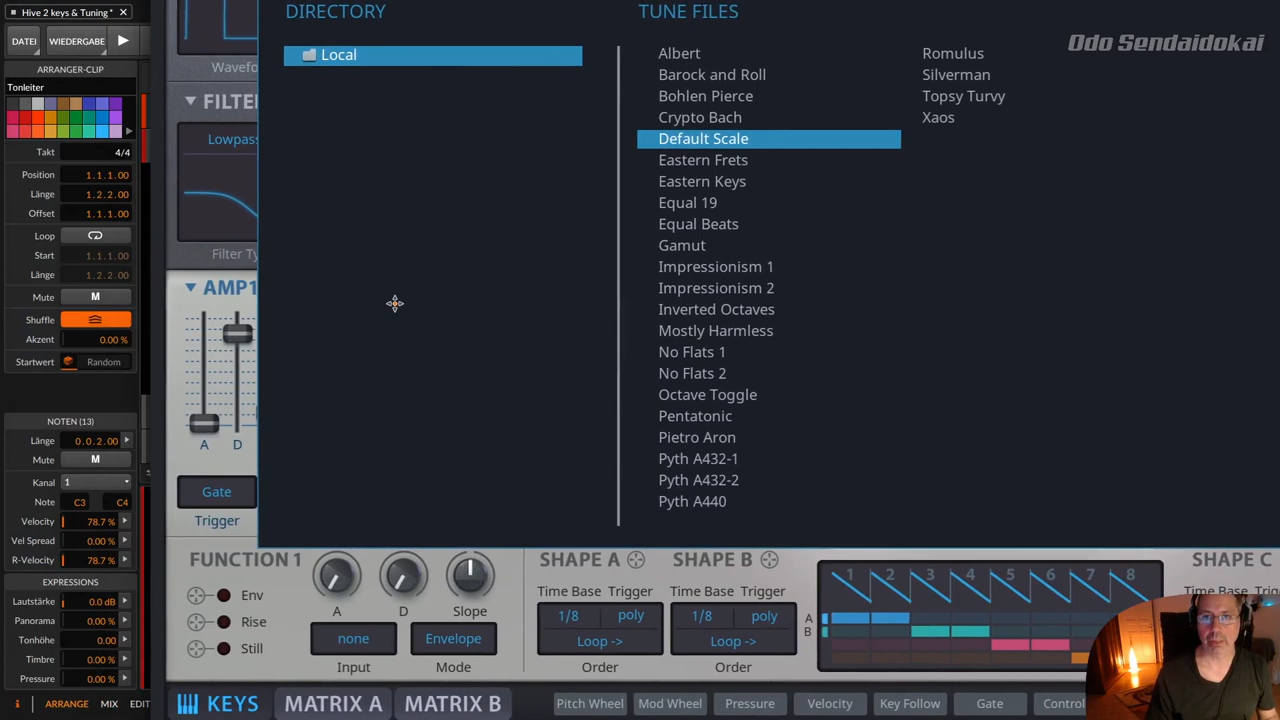 Hive 2 keys & Tuning*
DATEI
WIEDERGABE
ARRANGER-CLIP
Tonleiter
Takt 4/4
Position 1.1.1.00
Länge 1.2.2.00
Offset 1.1.1.00
Loop
Start 1.1.1.00
Länge 1.2.2.00
Mute M
Shuffle
Akzent 0.00 %
Startwert Random
NOTEN (13)
Länge 0.0.2.00
Mute M
Kanal 1
Note C3 C4
Velocity 78.7 %
Vel Spread 0.00 %
R-Velocity 78.7 %
EXPRESSIONS
Lautstärke 0.0 dB
Panorama 0.00 %
Tonhöhe 0.00
Timbre 0.00 %
Pressure 0.00 %
i ARRANGE MIX EDIT
DIRECTORY
Local
TUNE FILES
Albert
Barock and Roll
Bohlen Pierce
Crypto Bach
Default Scale
Eastern Frets
Eastern Keys
Equal 19
Equal Beats
Gamut
Impressionism 1
Impressionism 2
Inverted Octaves
Mostly Harmless
No Flats 1
No Flats 2
Octave Toggle
Pentatonic
Pietro Aron
Pyth A432-1
Pyth A432-2
Pyth A440
Romulus
Silverman
Topsy Turvy
Xaos
Odo Sendaidokai
Lowpass
AMP1
A D
Gate
Trigger
FUNCTION 1
Env
Rise
Still
A D Slope
none Envelope
Input Mode
SHAPE A
Time Base Trigger
1/8 poly
Loop ->
Order
SHAPE B
Time Base Trigger
1/8 poly
Loop ->
Order
1 2 3 4 5 6 7 8
A
B
SHAPE C
KEYS MATRIX A MATRIX B
Pitch Wheel Mod Wheel Pressure Velocity Key Follow Gate